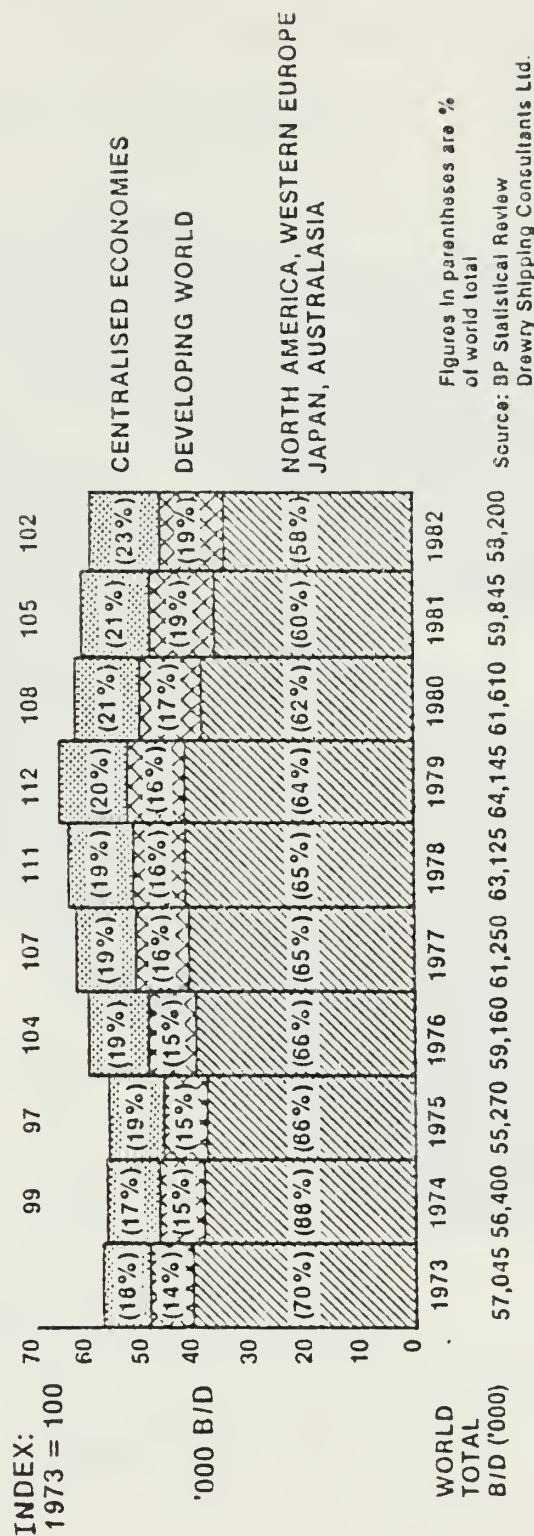 INDEX:
1973 = 100
99 97 104 107 111 112 108 105 102
70
60
50
40
30
20
10
0
'000 B/D
(18%) (17%) (19%) (19%) (19%) (19%) (20%) (21%) (21%) (23%)
(14%) (15%) (15%) (15%) (16%) (16%) (16%) (17%) (19%) (19%)
(70%) (88%) (86%) (66%) (65%) (65%) (64%) (62%) (60%) (58%)
CENTRALISED ECONOMIES
DEVELOPING WORLD
NORTH AMERICA, WESTERN EUROPE
JAPAN, AUSTRALASIA
1973 1974 1975 1976 1977 1978 1979 1980 1981 1982
WORLD
TOTAL
B/D ('000)
57,045 56,400 55,270 59,160 61,250 63,125 64,145 61,610 59,845 58,200
Figures in parentheses are %
of world total
Source: BP Statistical Review
Drewry Shipping Consultants Ltd.